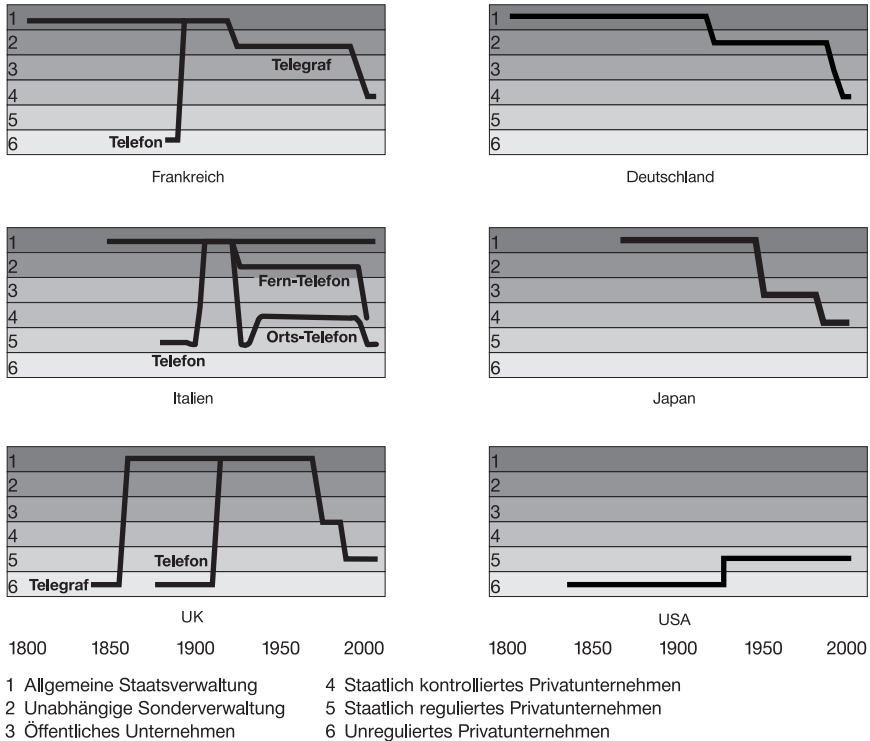 1
2
3
4
5
6
Telegraf
Telefon
Frankreich
1
2
3
4
5
6
Deutschland
1
2
3
4
5
6
Fern-Telefon
Orts-Telefon
Telefon
Italien
1
2
3
4
5
6
Japan
1
2
3
4
5
6
Telefon
Telegraf
UK
1
2
3
4
5
6
USA
1800 1850 1900 1950 2000
1800 1850 1900 1950 2000
1 Allgemeine Staatsverwaltung
2 Unabhängige Sonderverwaltung
3 Öffentliches Unternehmen
4 Staatlich kontrolliertes Privatunternehmen
5 Staatlich reguliertes Privatunternehmen
6 Unreguliertes Privatunternehmen